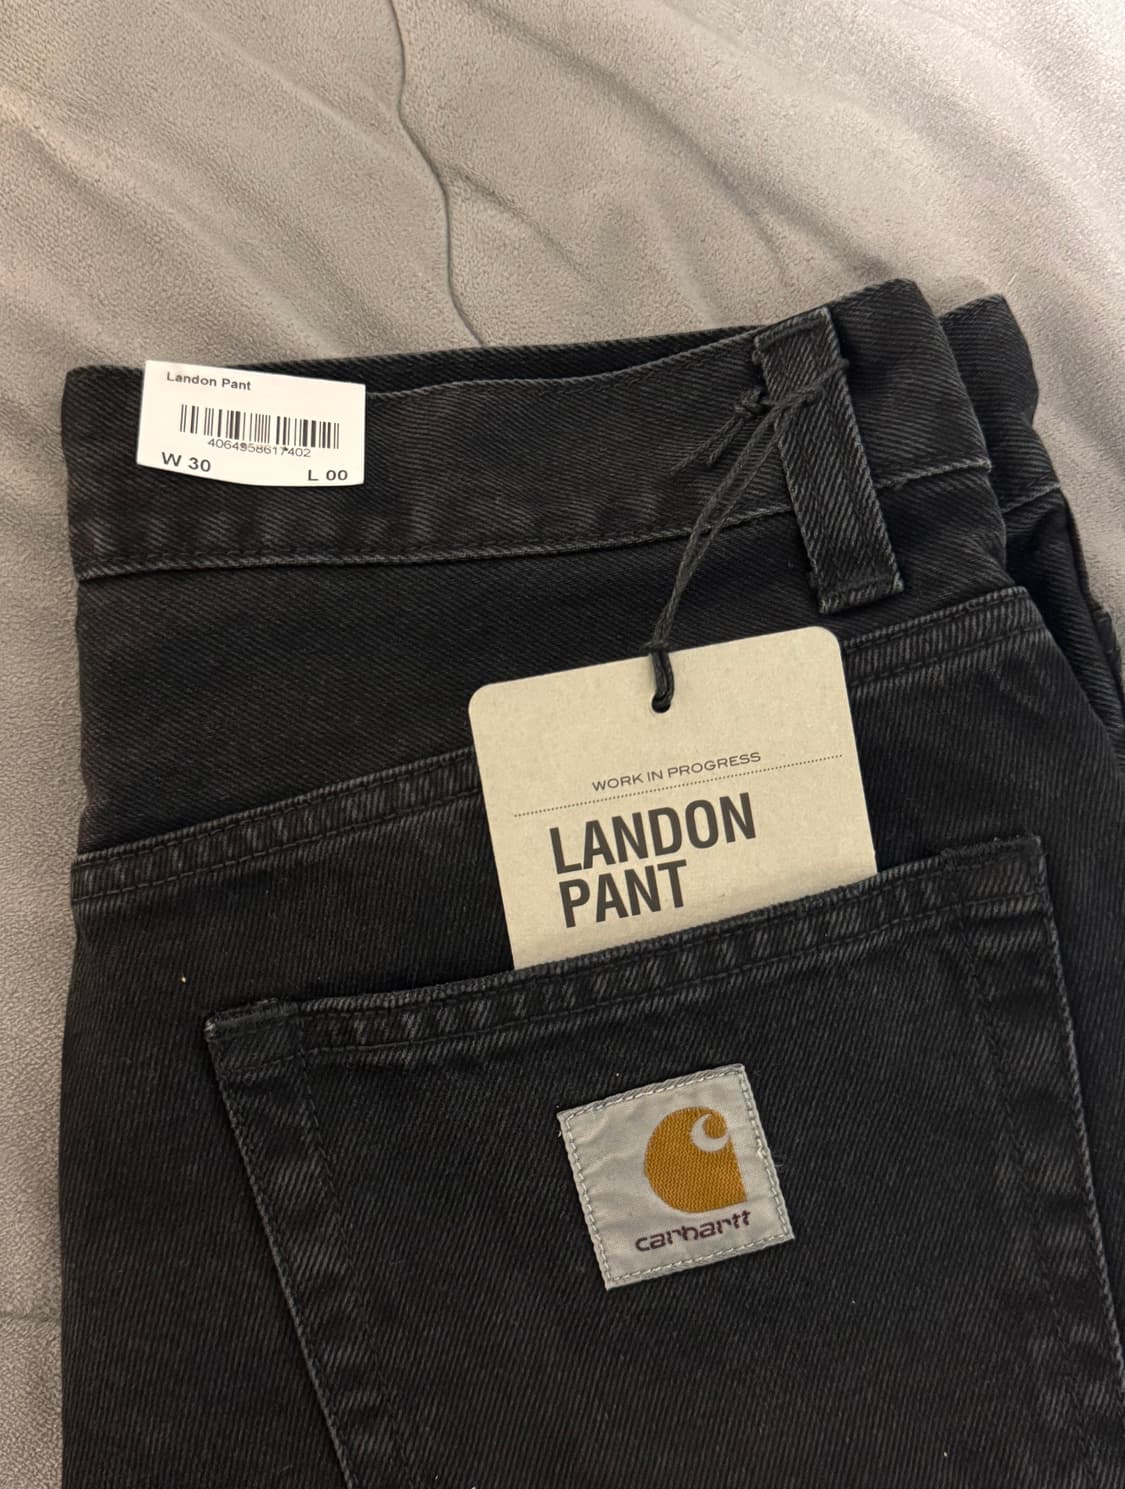 Landon Pant
4064958617402
W 30 L 00
WORK IN PROGRESS
LANDON
PANT
carhartt